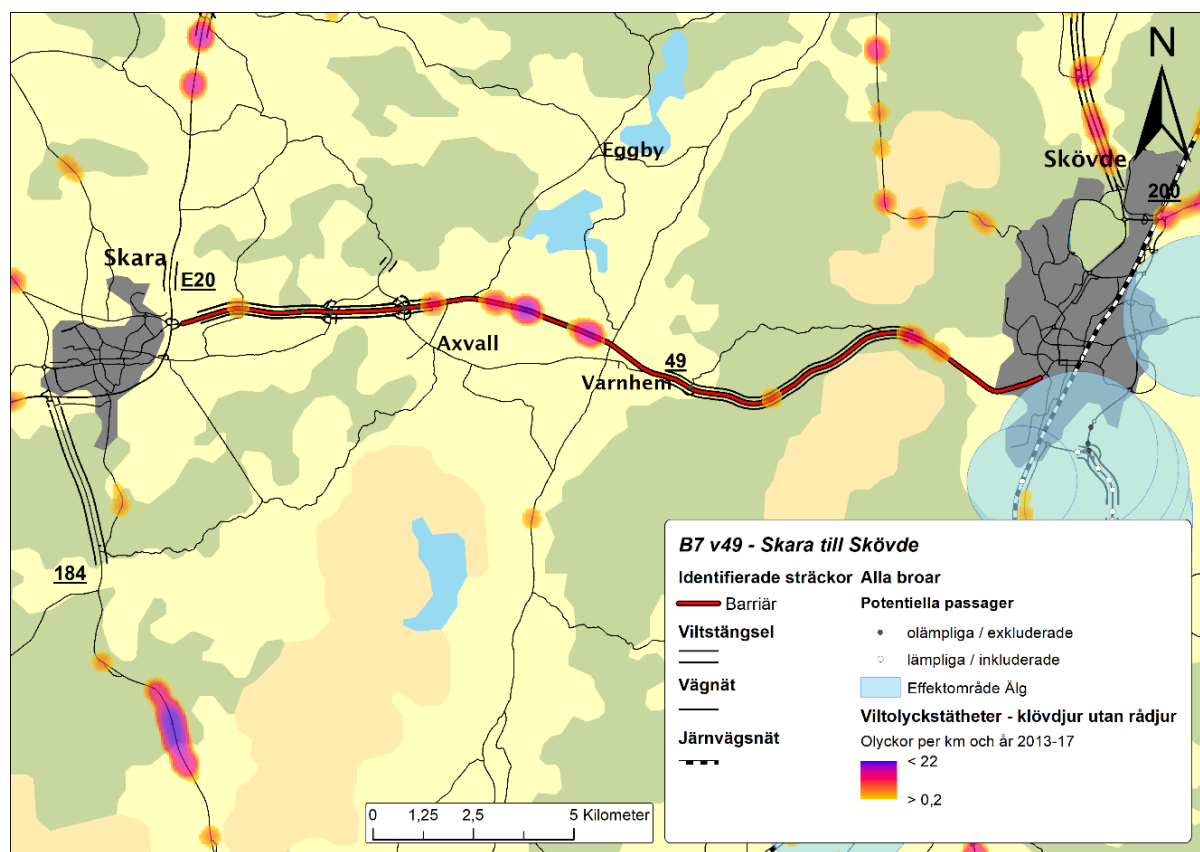 N
Eggby
Skövde
200
Skara
E20
Axvall
49
Varnhem
184
B7 v49 - Skara till Skövde
Identifierade sträckor
Barriär
Viltstängsel
Vägnät
Järnvägsnät
Alla broar
Potentiella passager
olämpliga / exkluderade
lämpliga / inkluderade
Effektområde Älg
Viltolyckstätheter - klövdjur utan rådjur
Olyckor per km och år 2013-17
< 22
> 0,2
0 1,25 2,5 5 Kilometer